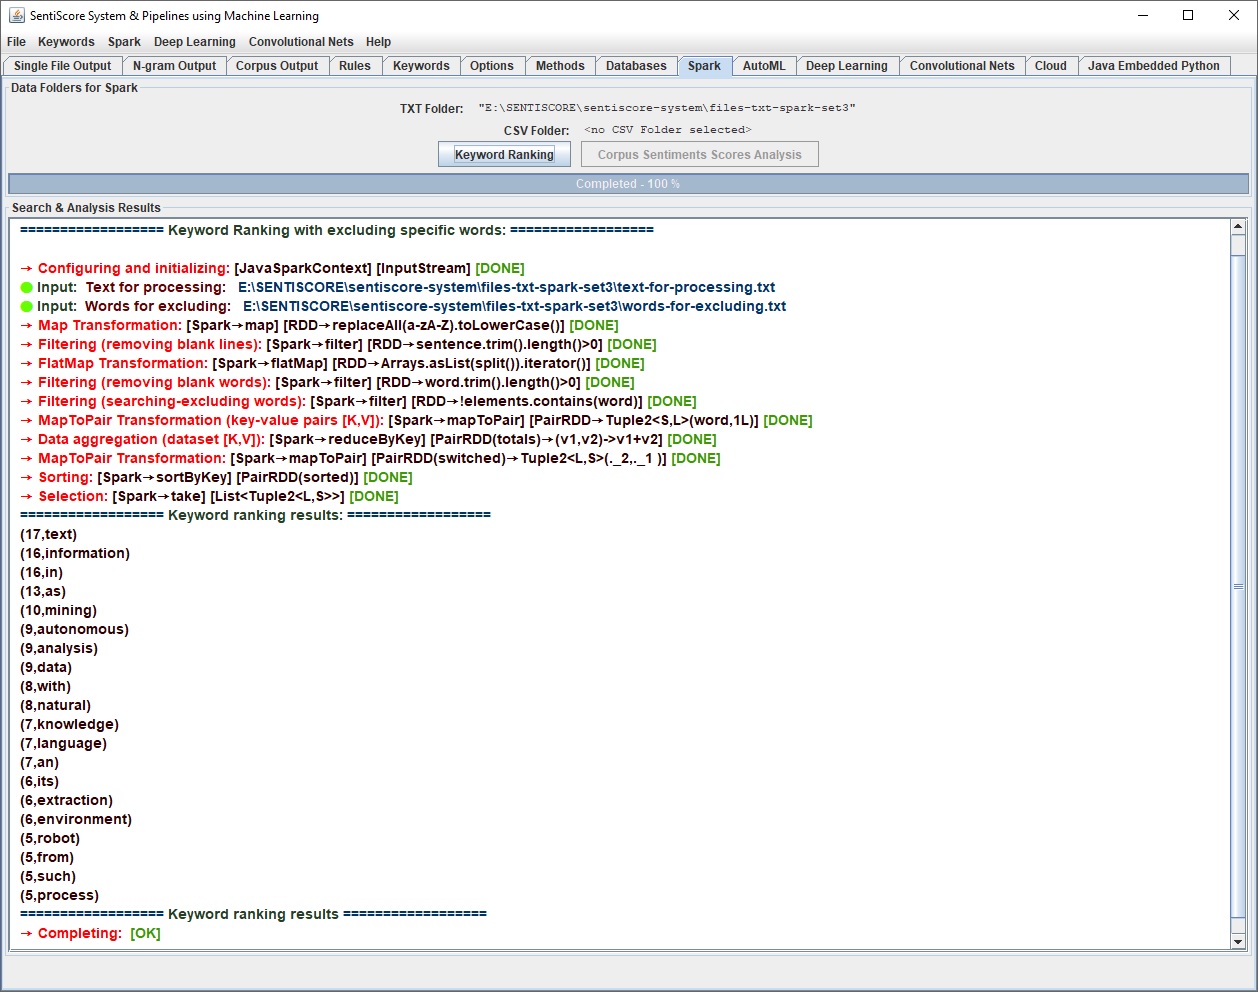 SentiScore System & Pipelines using Machine Learning
File Keywords Spark Deep Learning Convolutional Nets Help
Single File Output N-gram Output Corpus Output Rules Keywords Options Methods Databases Spark AutoML Deep Learning Convolutional Nets Cloud Java Embedded Python
Data Folders for Spark
TXT Folder: "E:\SENTISCORE\sentiscore-system\files-txt-spark-set3"
CSV Folder: <no CSV Folder selected>
Keyword Ranking Corpus Sentiments Scores Analysis
Completed - 100 %
Search & Analysis Results
================== Keyword Ranking with excluding specific words: ==================
→ Configuring and initializing: [JavaSparkContext] [InputStream] [DONE]
Input: Text for processing: E:\SENTISCORE\sentiscore-system\files-txt-spark-set3\text-for-processing.txt
Input: Words for excluding: E:\SENTISCORE\sentiscore-system\files-txt-spark-set3\words-for-excluding.txt
→ Map Transformation: [Spark→map] [RDD→replaceAll(a-zA-Z).toLowerCase()] [DONE]
→ Filtering (removing blank lines): [Spark→filter] [RDD→sentence.trim().length()>0] [DONE]
→ FlatMap Transformation: [Spark→flatMap] [RDD→Arrays.asList(split()).iterator()] [DONE]
→ Filtering (removing blank words): [Spark→filter] [RDD→word.trim().length()>0] [DONE]
→ Filtering (searching-excluding words): [Spark→filter] [RDD→!elements.contains(word)] [DONE]
→ MapToPair Transformation (key-value pairs [K,V]): [Spark→mapToPair] [PairRDD→Tuple2<S,L>(word,1L)] [DONE]
→ Data aggregation (dataset [K,V]): [Spark→reduceByKey] [PairRDD(totals)→(v1,v2)->v1+v2] [DONE]
→ MapToPair Transformation: [Spark→mapToPair] [PairRDD(switched)→Tuple2<L,S>(._2,._1 )] [DONE]
→ Sorting: [Spark→sortByKey] [PairRDD(sorted)] [DONE]
→ Selection: [Spark→take] [List<Tuple2<L,S>>] [DONE]
================== Keyword ranking results: ==================
(17,text)
(16,information)
(16,in)
(13,as)
(10,mining)
(9,autonomous)
(9,analysis)
(9,data)
(8,with)
(8,natural)
(7,knowledge)
(7,language)
(7,an)
(6,its)
(6,extraction)
(6,environment)
(5,robot)
(5,from)
(5,such)
(5,process)
================== Keyword ranking results ==================
→ Completing: [OK]